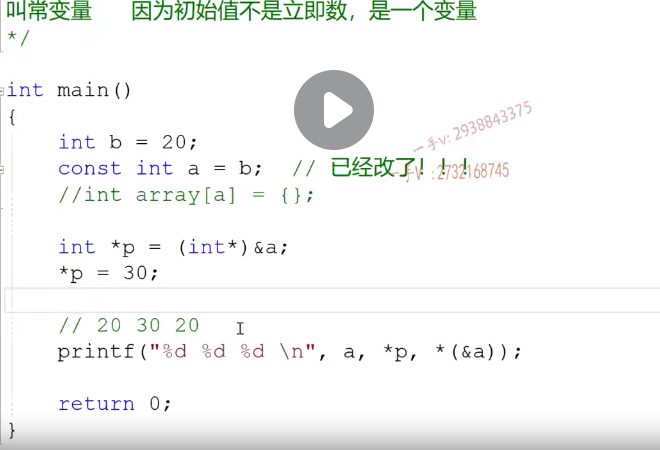 叫常变量 因为初始值不是立即数，是一个变量
*/
int main()
{
int b = 20;
const int a = b; // 已经改了！！！
//int array[a] = {};
int *p = (int*)&a;
*p = 30;
// 20 30 20
printf("%d %d %d \n", a, *p, *(&a));
return 0;
}
一手v: 2938843375
一手V :2732168745